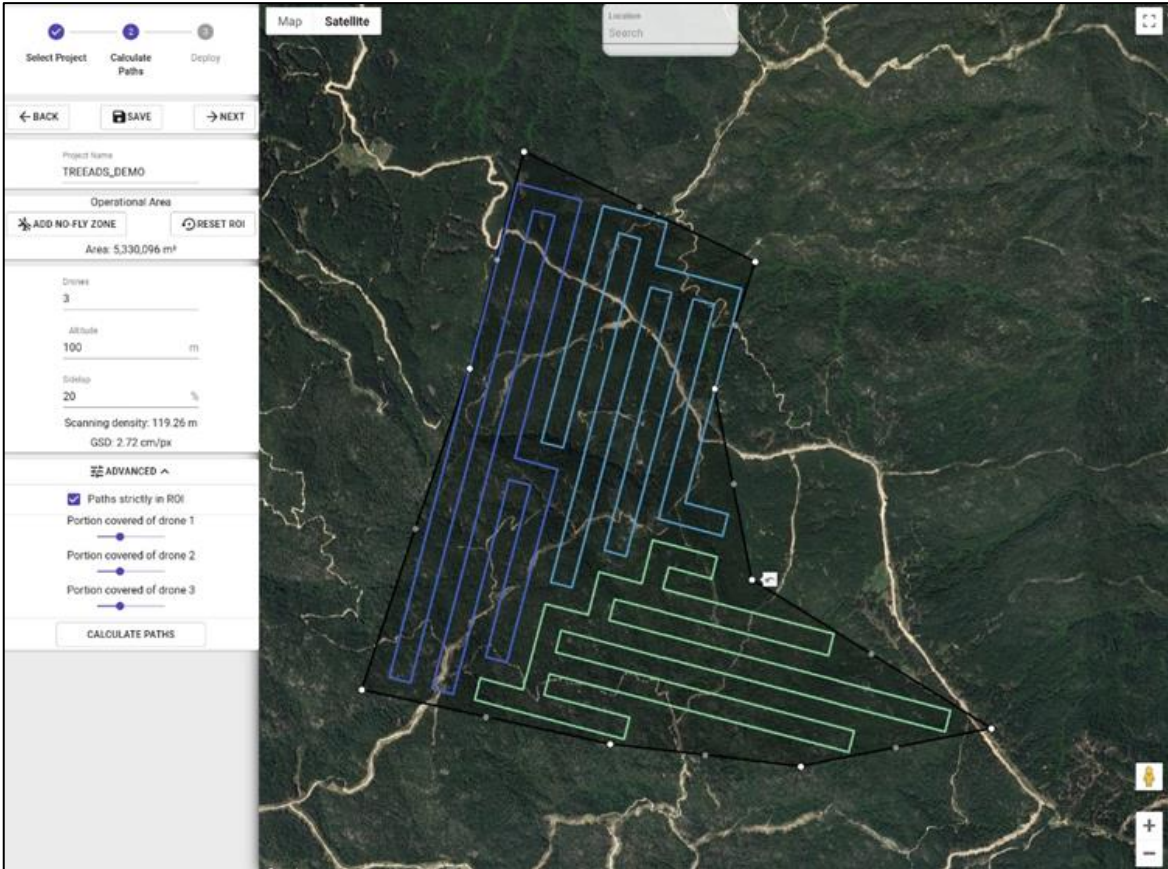 2
3
Select Project
Calculate
Paths
Deploy
BACK
SAVE
NEXT
Project Name
TREEADS_DEMO
Operational Area
ADD NO-FLY ZONE
RESET ROI
Area: 5,330,096 m²
Drones
3
Altitude
100 m
Sidelap
20 %
Scanning density: 119.26 m
GSD: 2.72 cm/px
ADVANCED
Paths strictly in ROI
Portion covered of drone 1
Portion covered of drone 2
Portion covered of drone 3
CALCULATE PATHS
Map Satellite
Location
Search